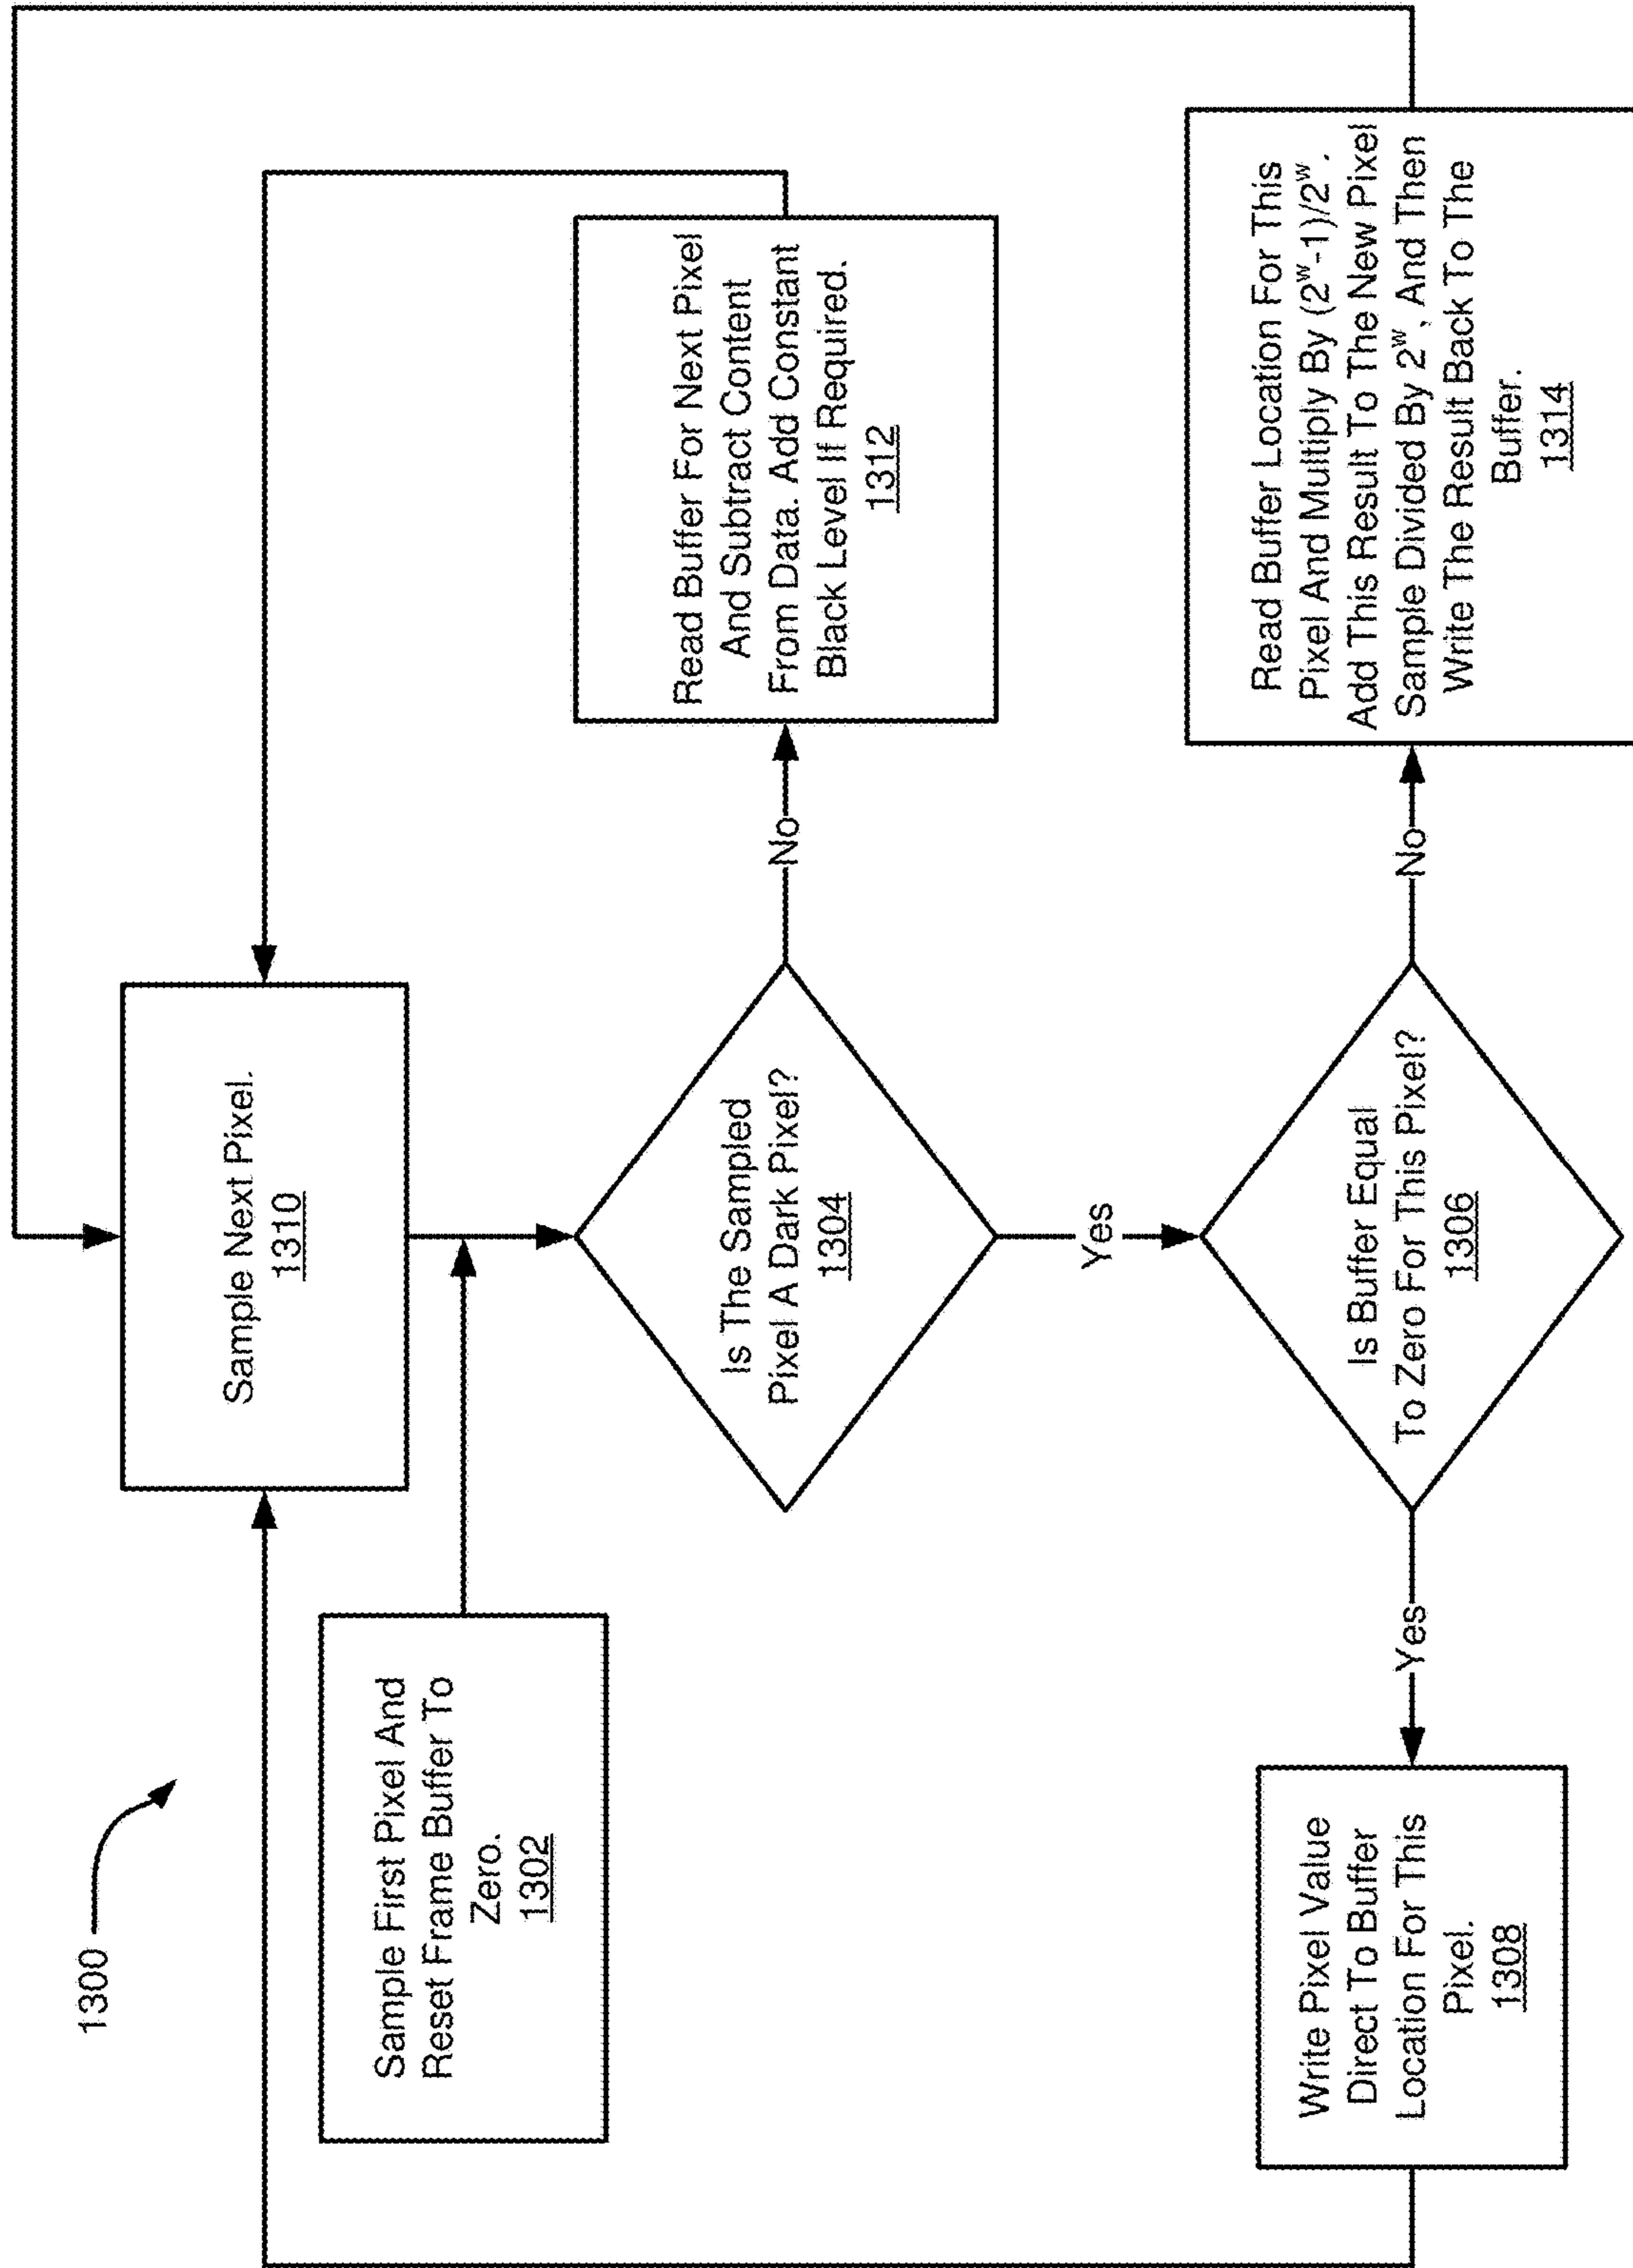 1300
Sample First Pixel And
Reset Frame Buffer To
Zero.
1302
Sample Next Pixel.
1310
Is The Sampled
Pixel A Dark Pixel?
1304
No
Read Buffer For Next Pixel
And Subtract Content
From Data. Add Constant
Black Level If Required.
1312
Yes
Is Buffer Equal
To Zero For This Pixel?
1306
Yes
Write Pixel Value
Direct To Buffer
Location For This
Pixel.
1308
No
Read Buffer Location For This
Pixel And Multiply By (2ʷ-1)/2ʷ.
Add This Result To The New Pixel
Sample Divided By 2ʷ, And Then
Write The Result Back To The
Buffer.
1314